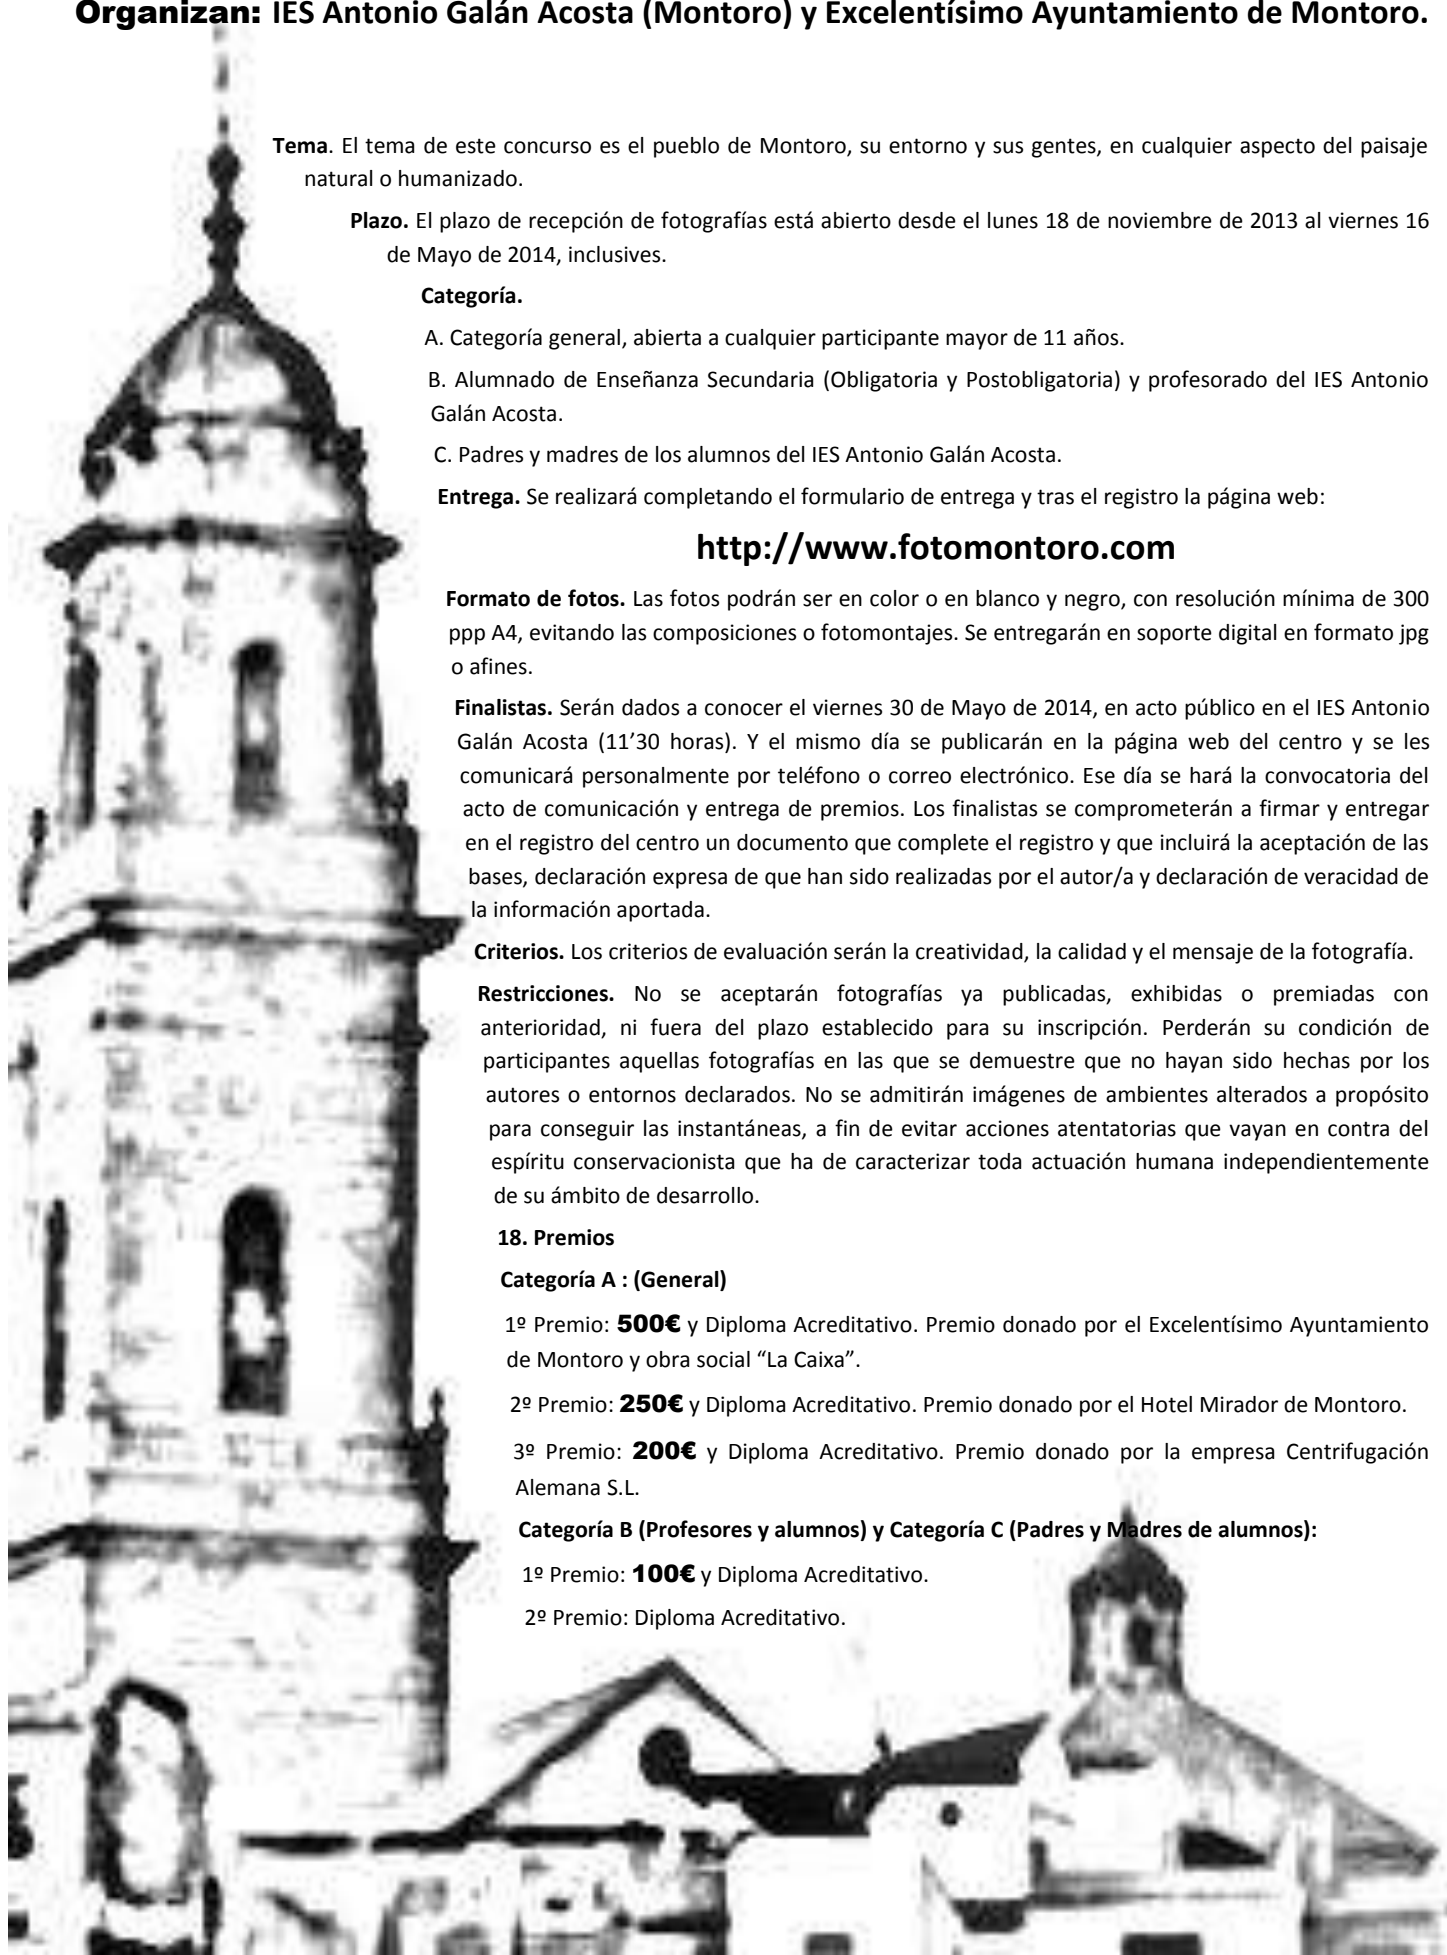 Organizan: IES Antonio Galán Acosta (Montoro) y Excelentísimo Ayuntamiento de Montoro.
Tema. El tema de este concurso es el pueblo de Montoro, su entorno y sus gentes, en cualquier aspecto del paisaje
natural o humanizado.
Plazo. El plazo de recepción de fotografías está abierto desde el lunes 18 de noviembre de 2013 al viernes 16
de Mayo de 2014, inclusives.
Categoría.
A. Categoría general, abierta a cualquier participante mayor de 11 años.
B. Alumnado de Enseñanza Secundaria (Obligatoria y Postobligatoria) y profesorado del IES Antonio
Galán Acosta.
C. Padres y madres de los alumnos del IES Antonio Galán Acosta.
Entrega. Se realizará completando el formulario de entrega y tras el registro la página web:
http://www.fotomontoro.com
Formato de fotos. Las fotos podrán ser en color o en blanco y negro, con resolución mínima de 300
ppp A4, evitando las composiciones o fotomontajes. Se entregarán en soporte digital en formato jpg
o afines.
Finalistas. Serán dados a conocer el viernes 30 de Mayo de 2014, en acto público en el IES Antonio
Galán Acosta (11’30 horas). Y el mismo día se publicarán en la página web del centro y se les
comunicará personalmente por teléfono o correo electrónico. Ese día se hará la convocatoria del
acto de comunicación y entrega de premios. Los finalistas se comprometerán a firmar y entregar
en el registro del centro un documento que complete el registro y que incluirá la aceptación de las
bases, declaración expresa de que han sido realizadas por el autor/a y declaración de veracidad de
la información aportada.
Criterios. Los criterios de evaluación serán la creatividad, la calidad y el mensaje de la fotografía.
Restricciones. No se aceptarán fotografías ya publicadas, exhibidas o premiadas con
anterioridad, ni fuera del plazo establecido para su inscripción. Perderán su condición de
participantes aquellas fotografías en las que se demuestre que no hayan sido hechas por los
autores o entornos declarados. No se admitirán imágenes de ambientes alterados a propósito
para conseguir las instantáneas, a fin de evitar acciones atentatorias que vayan en contra del
espíritu conservacionista que ha de caracterizar toda actuación humana independientemente
de su ámbito de desarrollo.
18. Premios
Categoría A : (General)
1º Premio: 500€ y Diploma Acreditativo. Premio donado por el Excelentísimo Ayuntamiento
de Montoro y obra social “La Caixa”.
2º Premio: 250€ y Diploma Acreditativo. Premio donado por el Hotel Mirador de Montoro.
3º Premio: 200€ y Diploma Acreditativo. Premio donado por la empresa Centrifugación
Alemana S.L.
Categoría B (Profesores y alumnos) y Categoría C (Padres y Madres de alumnos):
1º Premio: 100€ y Diploma Acreditativo.
2º Premio: Diploma Acreditativo.